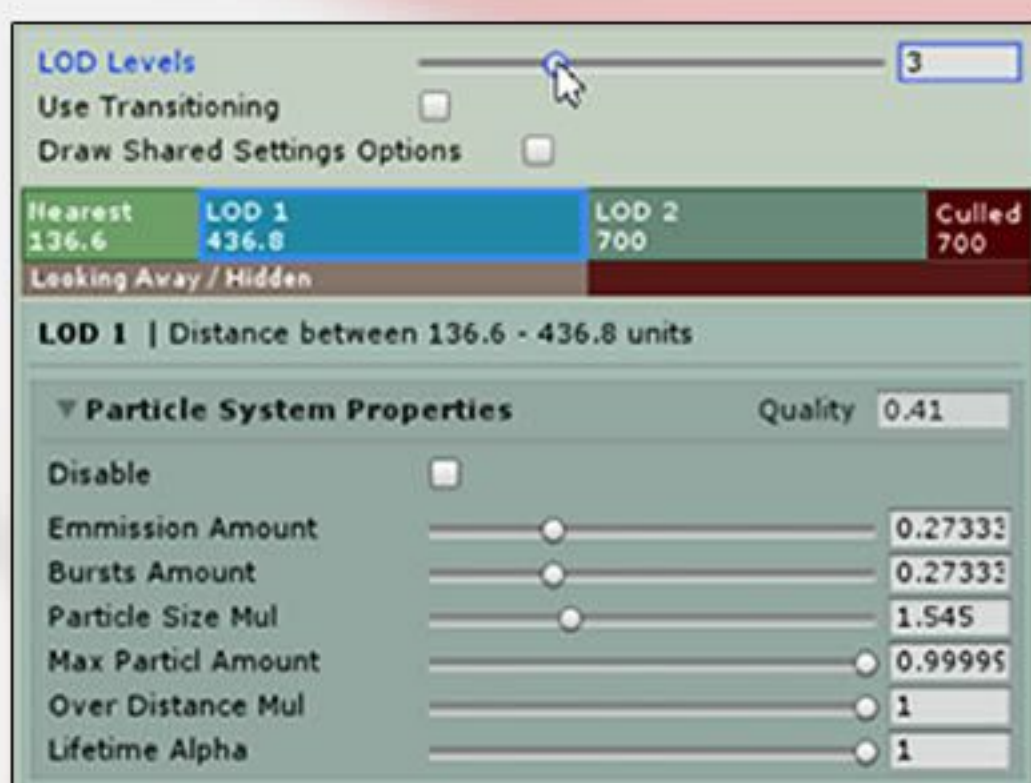 LOD Levels 3
Use Transitioning
Draw Shared Settings Options
Nearest LOD 1 LOD 2 Culled
136.6 436.8 700 700
Looking Away / Hidden
LOD 1 | Distance between 136.6 - 436.8 units
Particle System Properties Quality 0.41
Disable
Emmission Amount 0.27333
Bursts Amount 0.27333
Particle Size Mul 1.545
Max Particl Amount 0.99999
Over Distance Mul 1
Lifetime Alpha 1